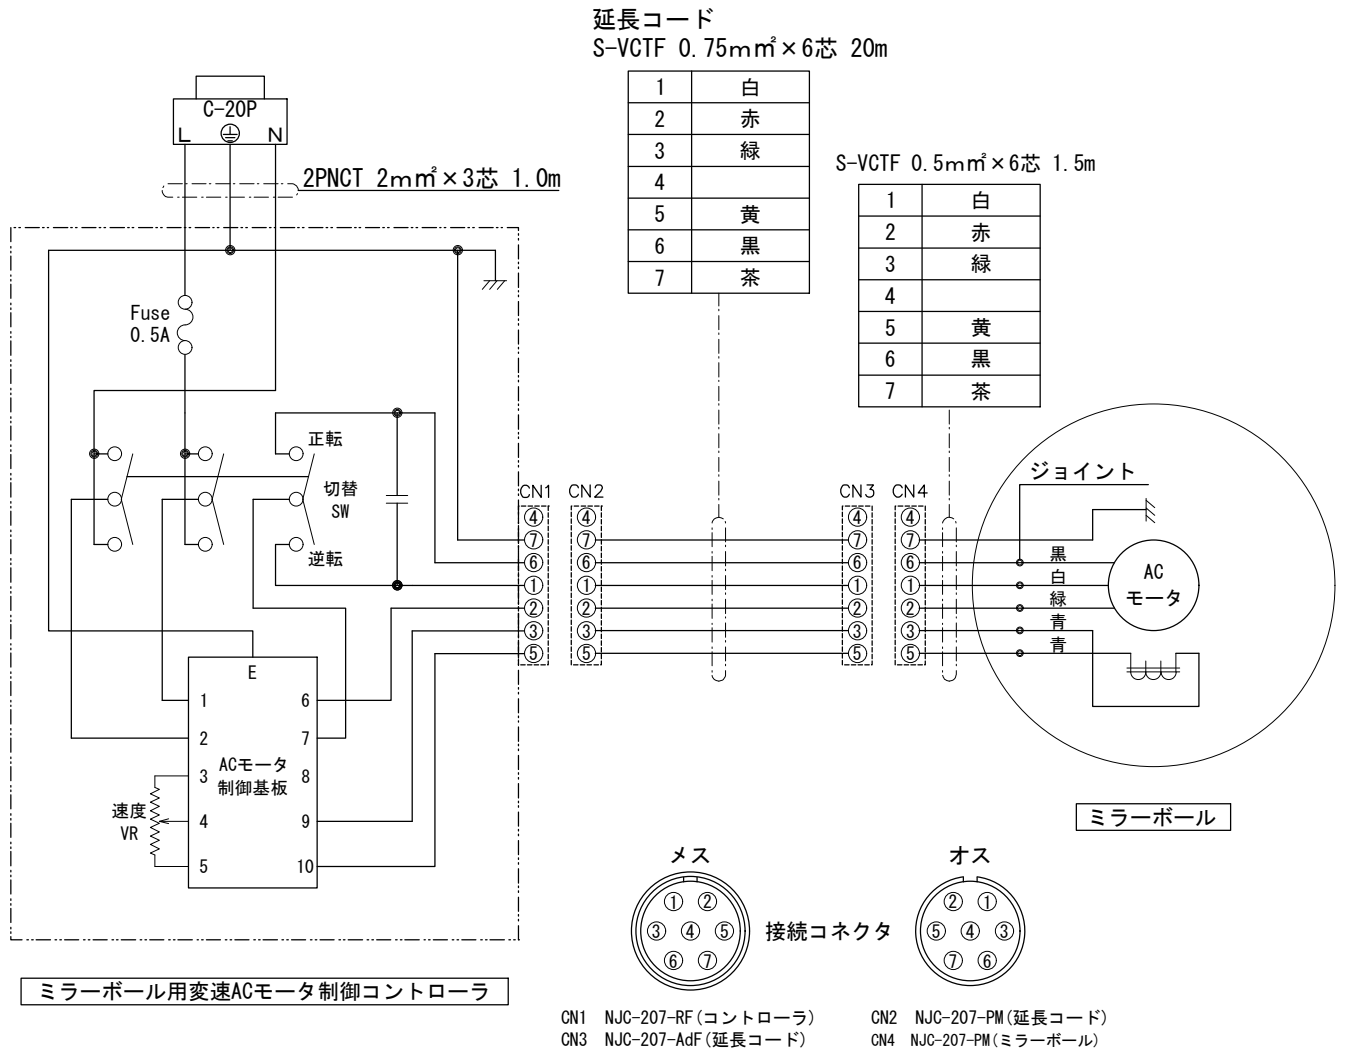 延長コード
S-VCTF 0.75mm²×6芯 20m
1 白
2 赤
3 緑
4
5 黄
6 黒
7 茶
S-VCTF 0.5mm²×6芯 1.5m
1 白
2 赤
3 緑
4
5 黄
6 黒
7 茶
C-20P
L N
2PNCT 2mm²×3芯 1.0m
Fuse
0.5A
正転
切替
SW
逆転
CN1 CN2 CN3 CN4
④ ④ ④ ④
⑦ ⑦ ⑦ ⑦
⑥ ⑥ ⑥ ⑥
① ① ① ①
② ② ② ②
③ ③ ③ ③
⑤ ⑤ ⑤ ⑤
ジョイント
黒
白
緑
青
青
AC
モータ
ミラーボール
E
1 6
2 7
3 8
4 9
5 10
ACモータ
制御基板
速度
VR
ミラーボール用変速ACモータ制御コントローラ
メス
① ②
③ ④ ⑤
⑥ ⑦
接続コネクタ
オス
② ①
⑤ ④ ③
⑦ ⑥
CN1 NJC-207-RF(コントローラ)
CN3 NJC-207-AdF(延長コード)
CN2 NJC-207-PM(延長コード)
CN4 NJC-207-PM(ミラーボール)